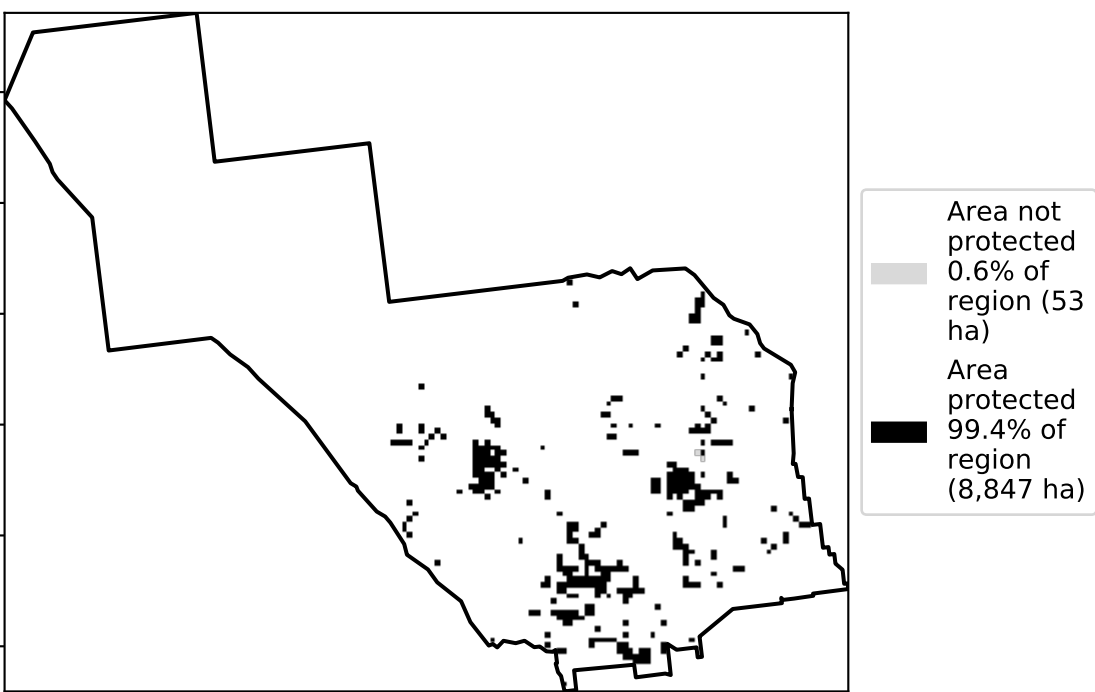 Area not
protected
0.6% of
region (53
ha)
Area
protected
99.4% of
region
(8,847 ha)